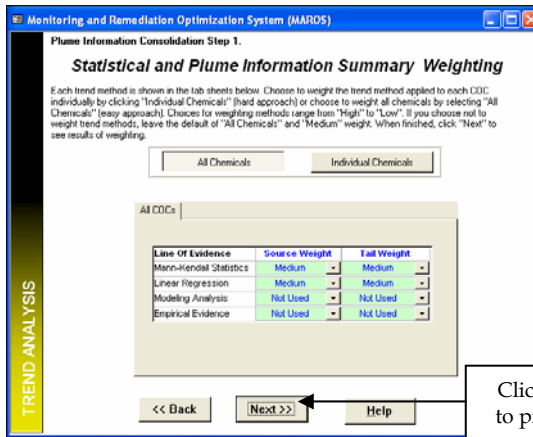 Monitoring and Remediation Optimization System (MAROS)
Plume Information Consolidation Step 1.
Statistical and Plume Information Summary Weighting
Each trend method is shown in the tab sheets below. Choose to weight the trend method applied to each COC
individually by clicking "Individual Chemicals" (hard approach) or choose to weight all chemicals by selecting "All
Chemicals" (easy approach). Choices for weighting methods range from "High" to "Low". If you choose not to
weight trend methods, leave the default of "All Chemicals" and "Medium" weight. When finished, click "Next" to
see results of weighting.
All Chemicals Individual Chemicals
All COCs
Line Of Evidence Source Weight Tail Weight
Mann-Kendall Statistics Medium Medium
Linear Regression Medium Medium
Modeling Analysis Not Used Not Used
Empirical Evidence Not Used Not Used
TREND ANALYSIS
<< Back Next >> Help
Clic
to p